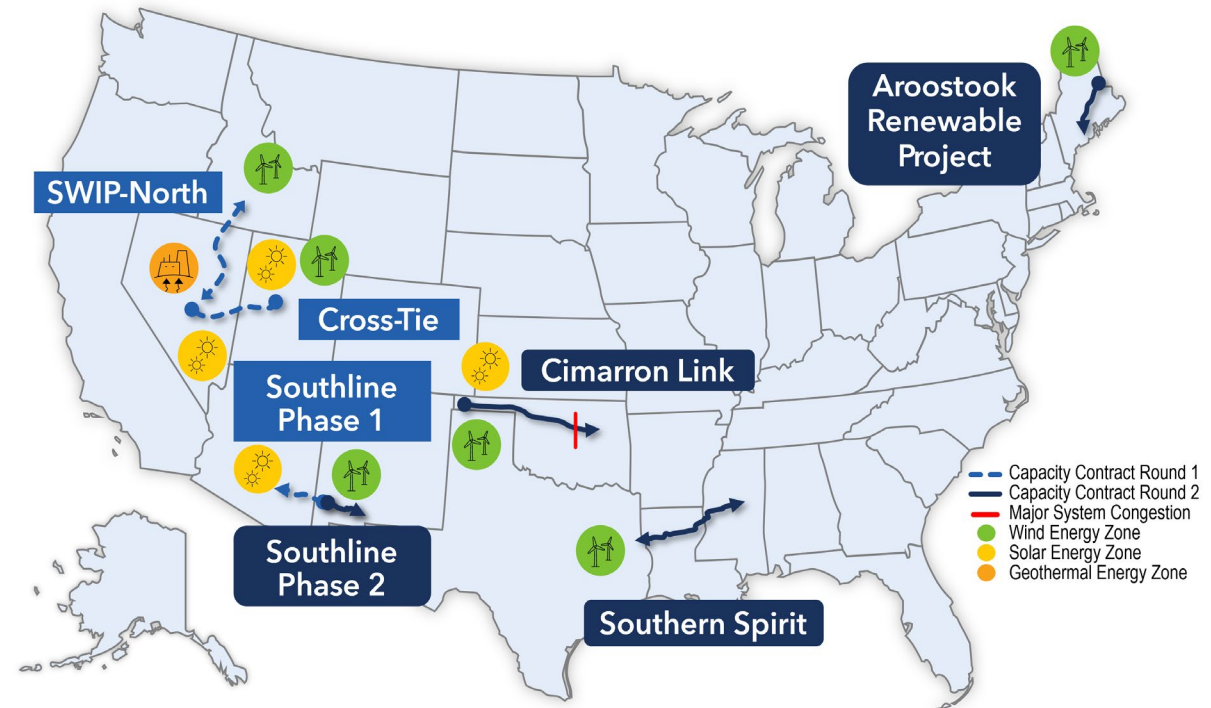 Aroostook
Renewable
Project
SWIP-North
Cross-Tie
Southline
Phase 1
Cimarron Link
Southline
Phase 2
Southern Spirit
Capacity Contract Round 1
Capacity Contract Round 2
Major System Congestion
Wind Energy Zone
Solar Energy Zone
Geothermal Energy Zone